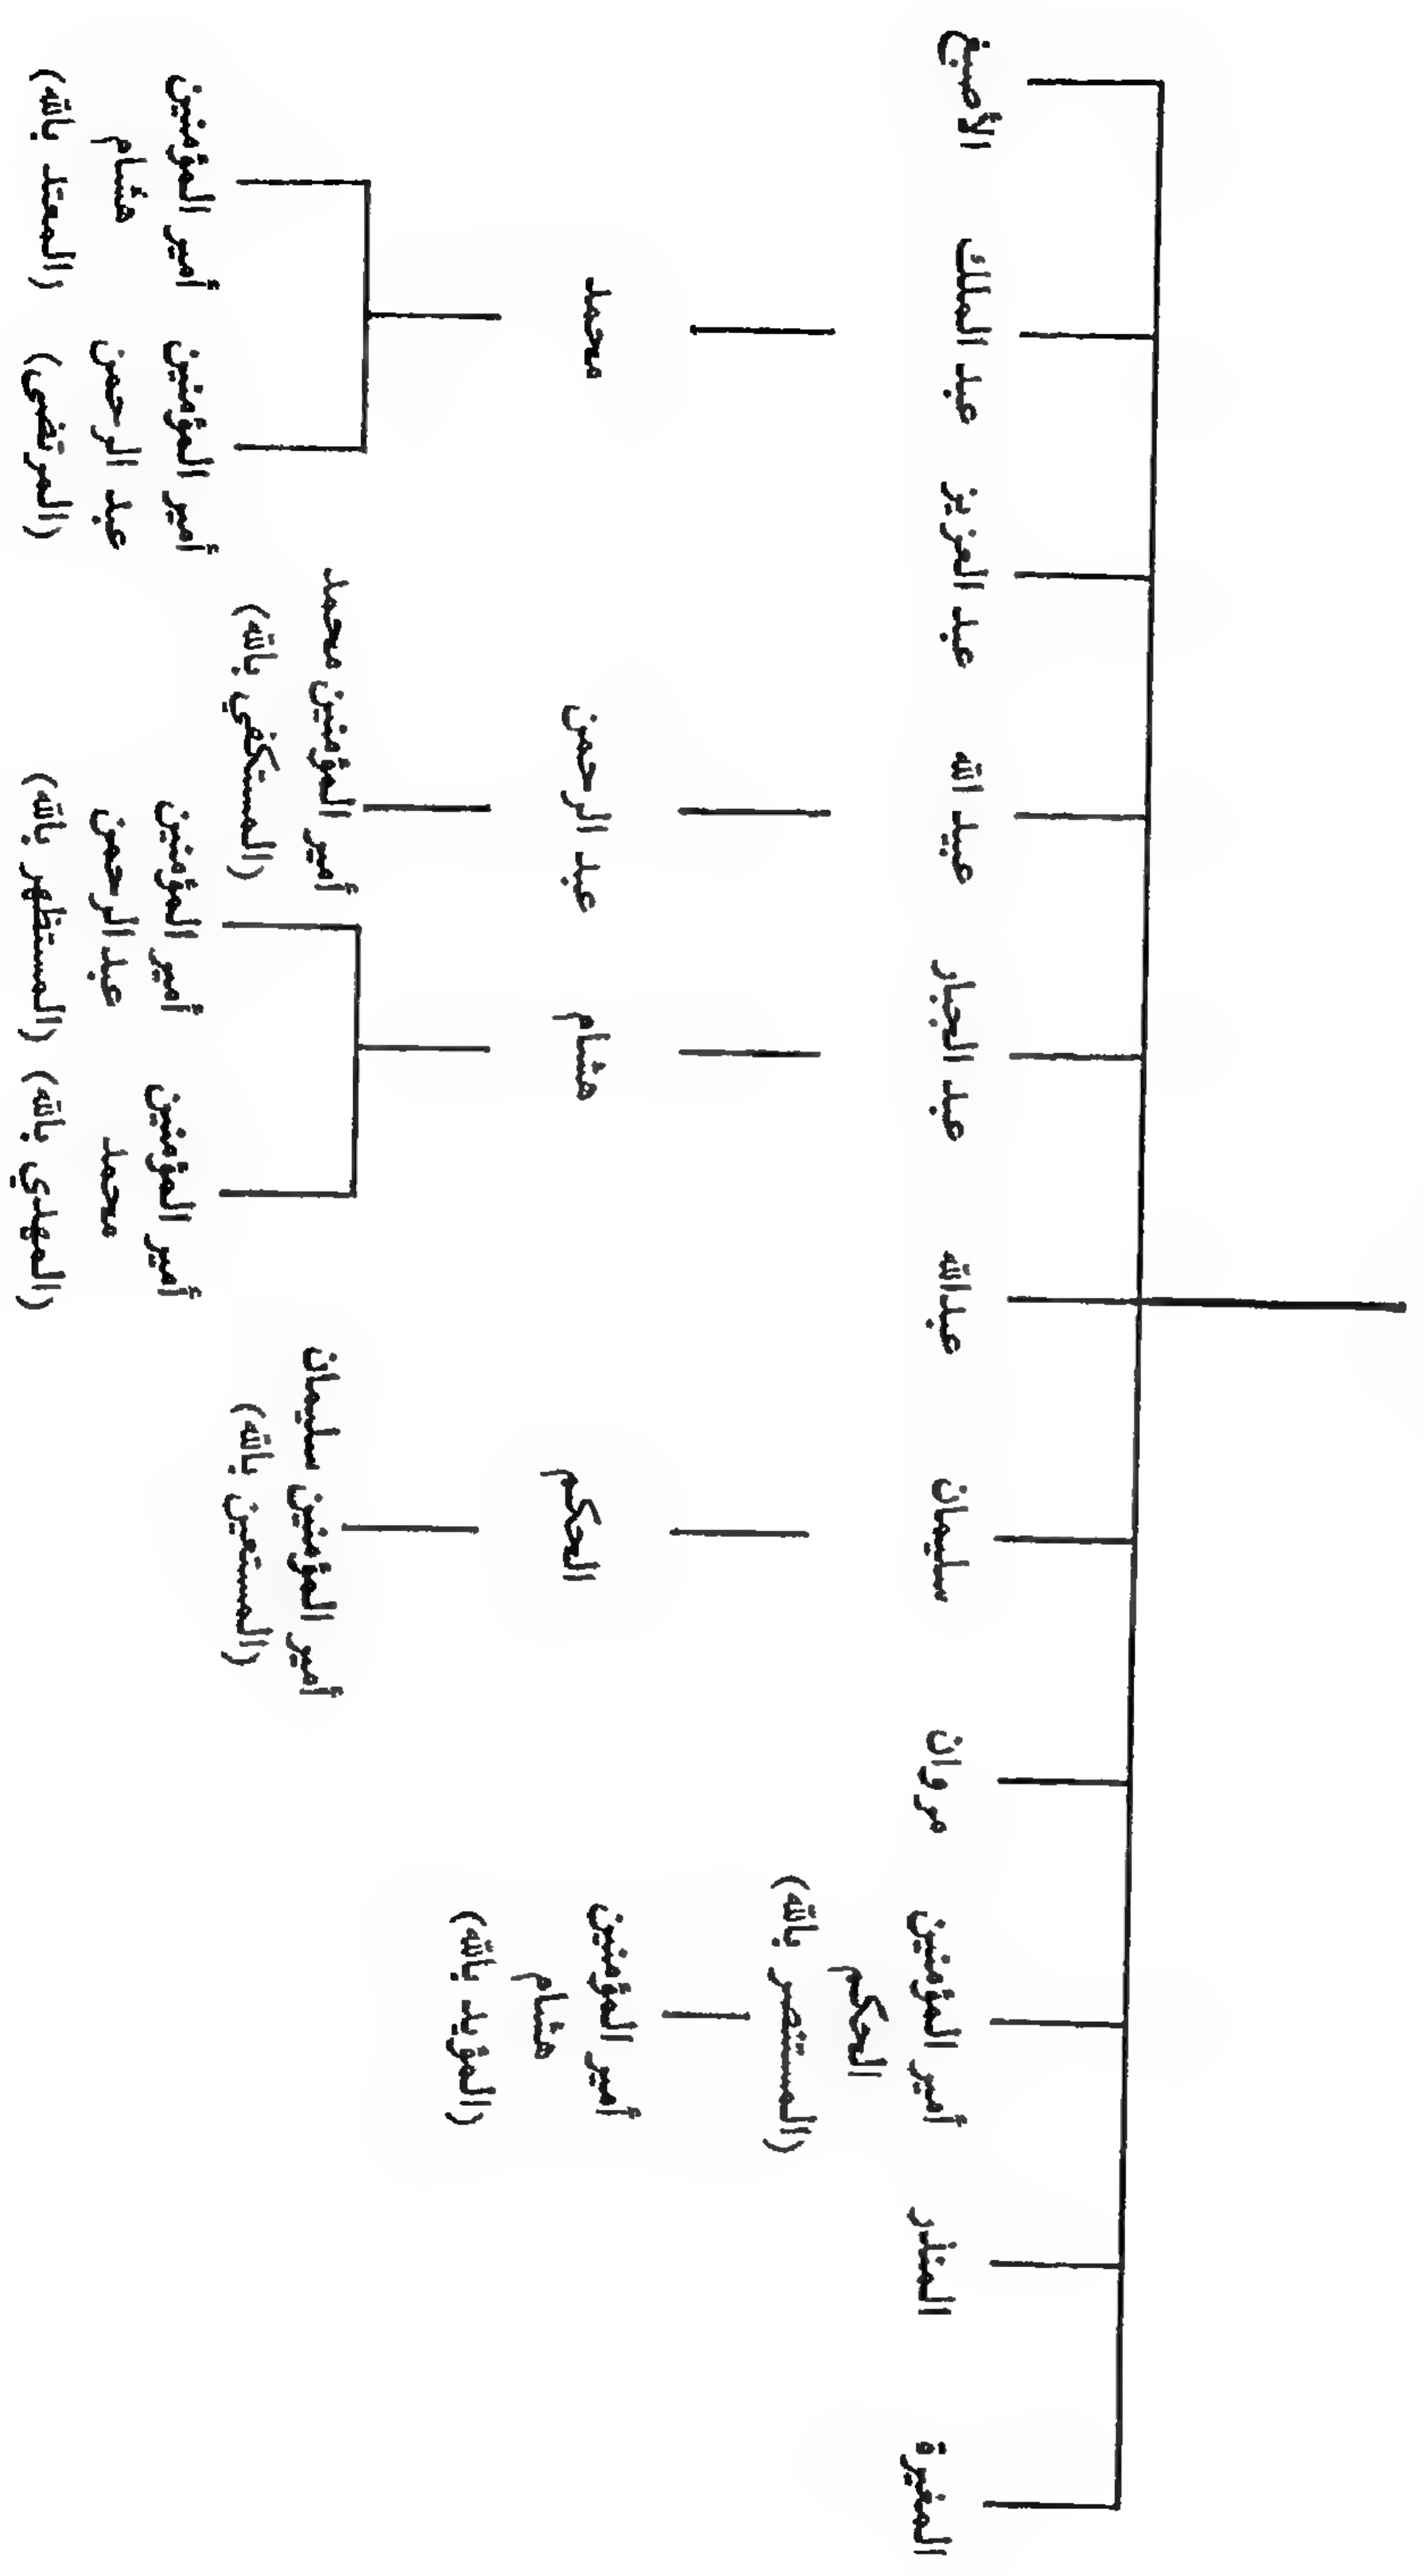 المغيرة
المنذر
أمير المؤمنين
الحكم
(المستنصر بالله)
مروان
سليمان
عبدالله
عبد الجبار
عبيد الله
عبد العزيز
عبد الملك
الأصبغ
أمير المؤمنين
هشام
(المؤيد بالله)
الحكم
هشام
عبد الرحمن
محمد
أمير المؤمنين سليمان
(المستعين بالله)
أمير المؤمنين محمد
(المستكفي بالله)
أمير المؤمنين
محمد
(المهدي بالله)
أمير المؤمنين
عبدالرحمن
(المستظهر بالله)
أمير المؤمنين
عبد الرحمن
(المرتضى)
أمير المؤمنين
هشام
(المعتد بالله)